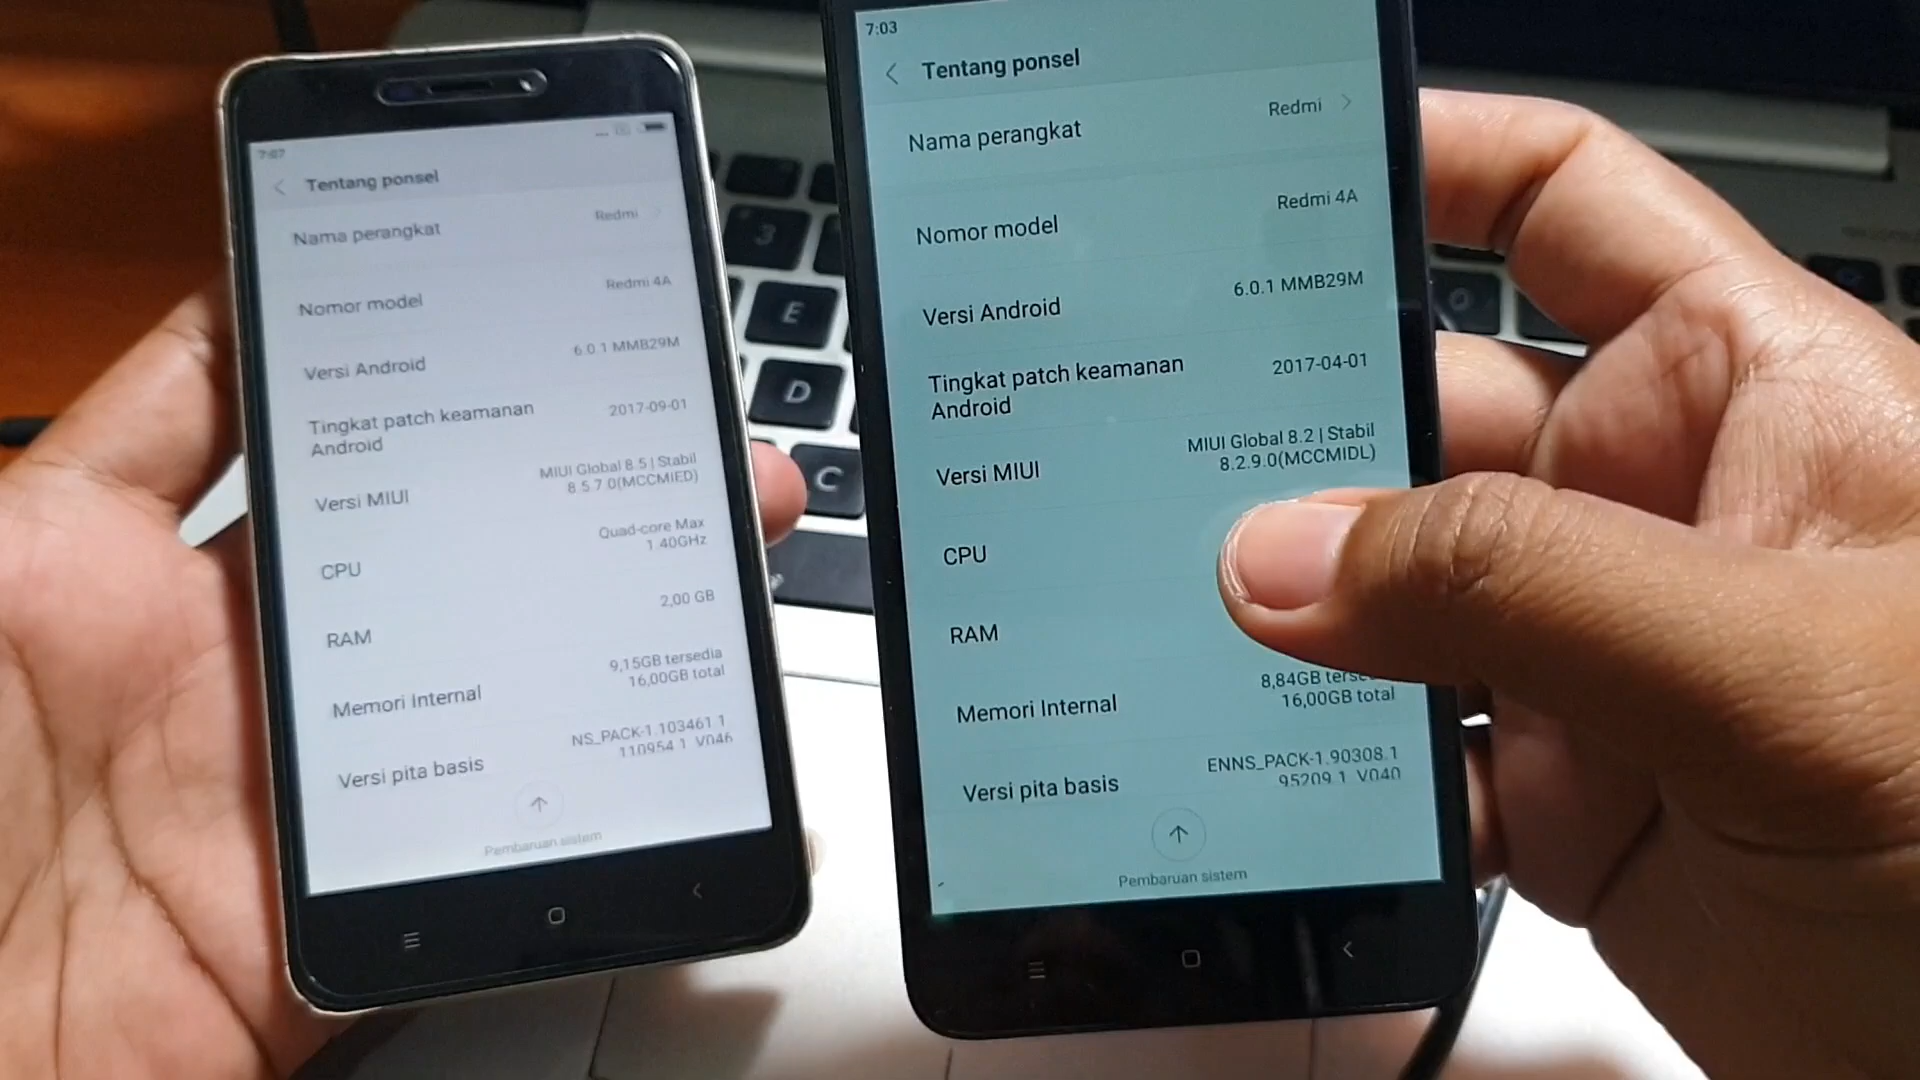 7:07
Tentang ponsel
Nama perangkat
Redmi
Nomor model
Redmi 4A
Versi Android
6.0.1 MMB29M
Tingkat patch keamanan
Android
2017-09-01
Versi MIUI
MIUI Global 8.5 | Stabil
8.5.7.0(MCCMIED)
CPU
Quad-core Max
1.40GHz
RAM
2,00 GB
Memori Internal
9,15GB tersedia
16,00GB total
Versi pita basis
NS_PACK-1.103461.1
110954.1_V046
Pembaruan sistem
7:03
Tentang ponsel
Nama perangkat
Redmi
Nomor model
Redmi 4A
Versi Android
6.0.1 MMB29M
Tingkat patch keamanan
Android
2017-04-01
Versi MIUI
MIUI Global 8.2 | Stabil
8.2.9.0(MCCMIDL)
CPU
RAM
Memori Internal
8,84GB
16,00GB total
Versi pita basis
ENNS_PACK-1.90308.1
95209.1_V040
Pembaruan sistem
3
E
D
C